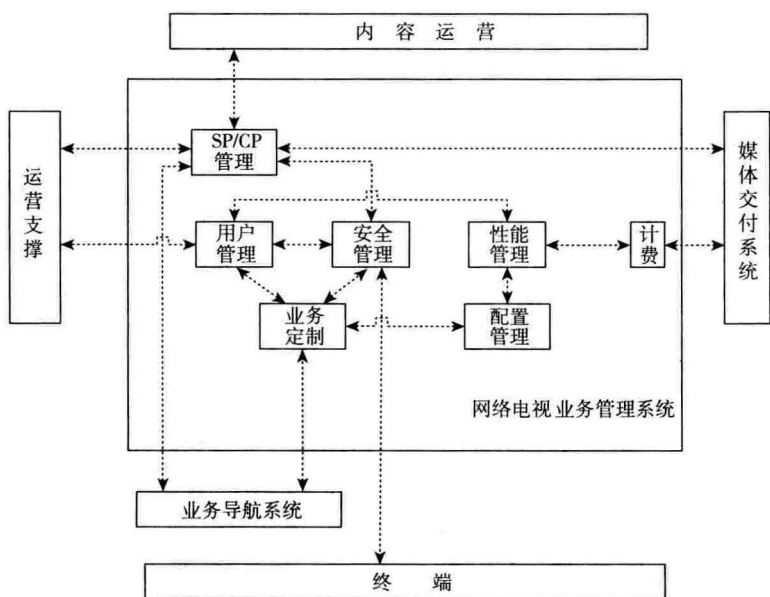 内容运营
运营支撑
SP/CP
管理
媒体交付系统
用户
管理
安全
管理
性能
管理
计费
业务
定制
配置
管理
网络电视业务管理系统
业务导航系统
终端